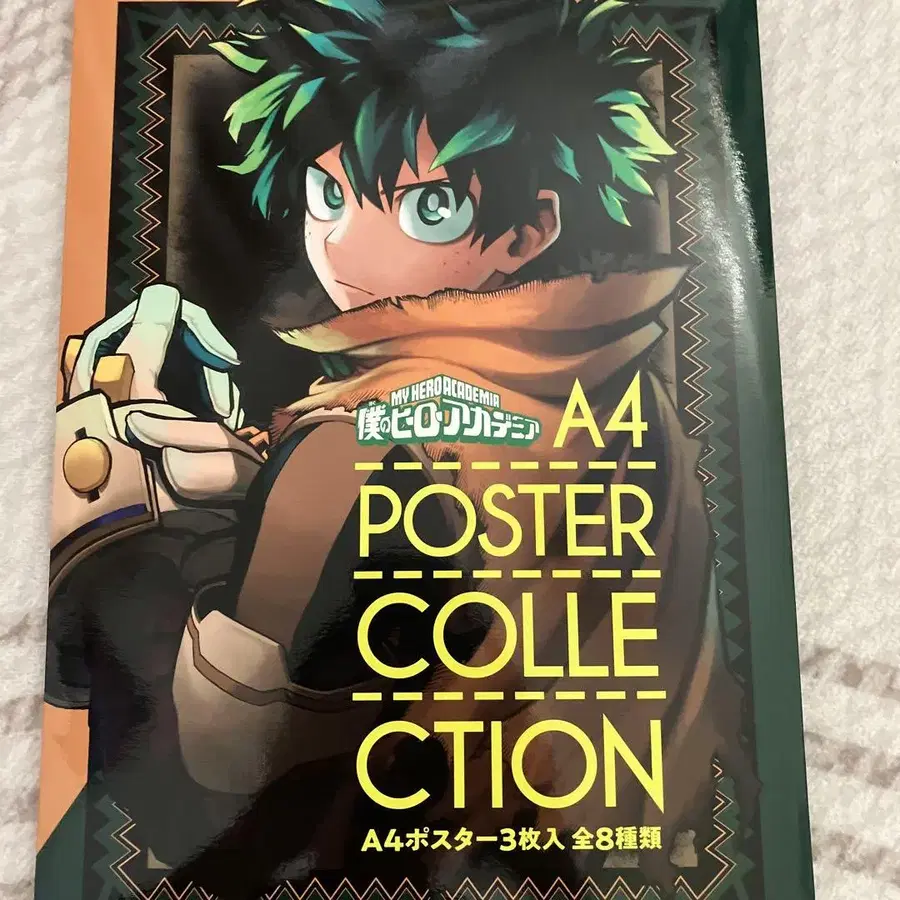 MY HERO ACADEMIA
僕のヒーローアカデミア
A4
POSTER
COLLE
CTION
A4ポスター3枚入 全8種類